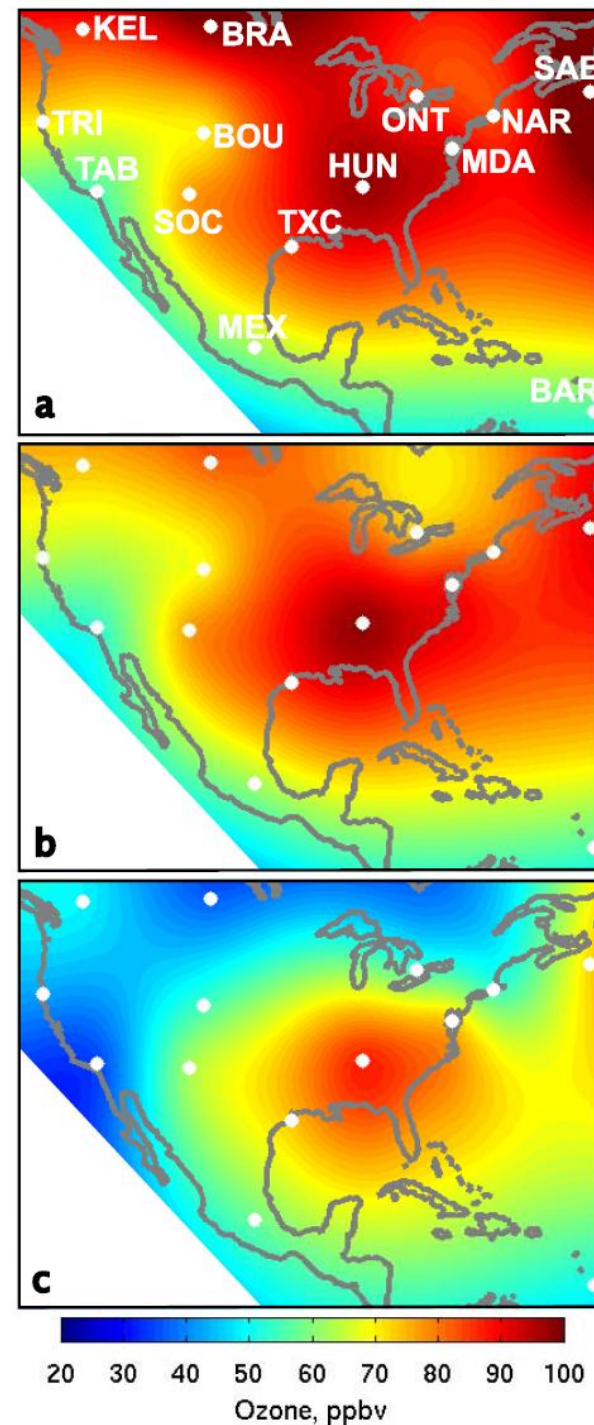 KEL BRA
SAB
ONT NAR
TRI BOU
MDA
HUN
TAB
SOC TXC
MEX
BAR
a
b
c
20 30 40 50 60 70 80 90 100
Ozone, ppbv